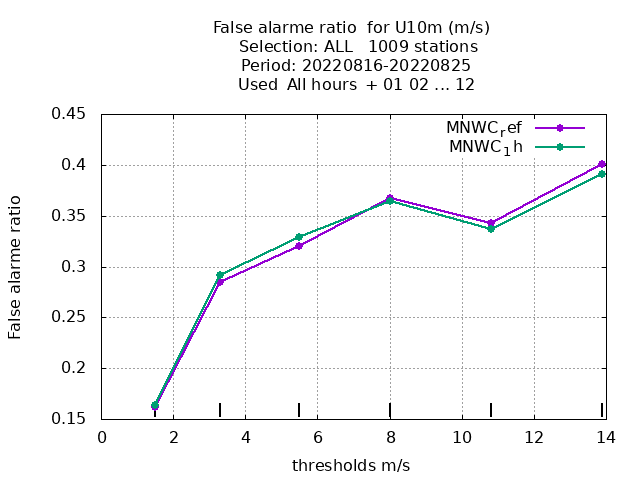 False alarme ratio  for U10m (m/s)
Selection: ALL   1009 stations
Period: 20220816-20220825
Used  All hours  + 01 02 ... 12
MNWC_ref
MNWC_1h
0.45
0.4
0.35
0.3
0.25
0.2
0.15
False alarme ratio
0 2 4 6 8 10 12 14
thresholds m/s